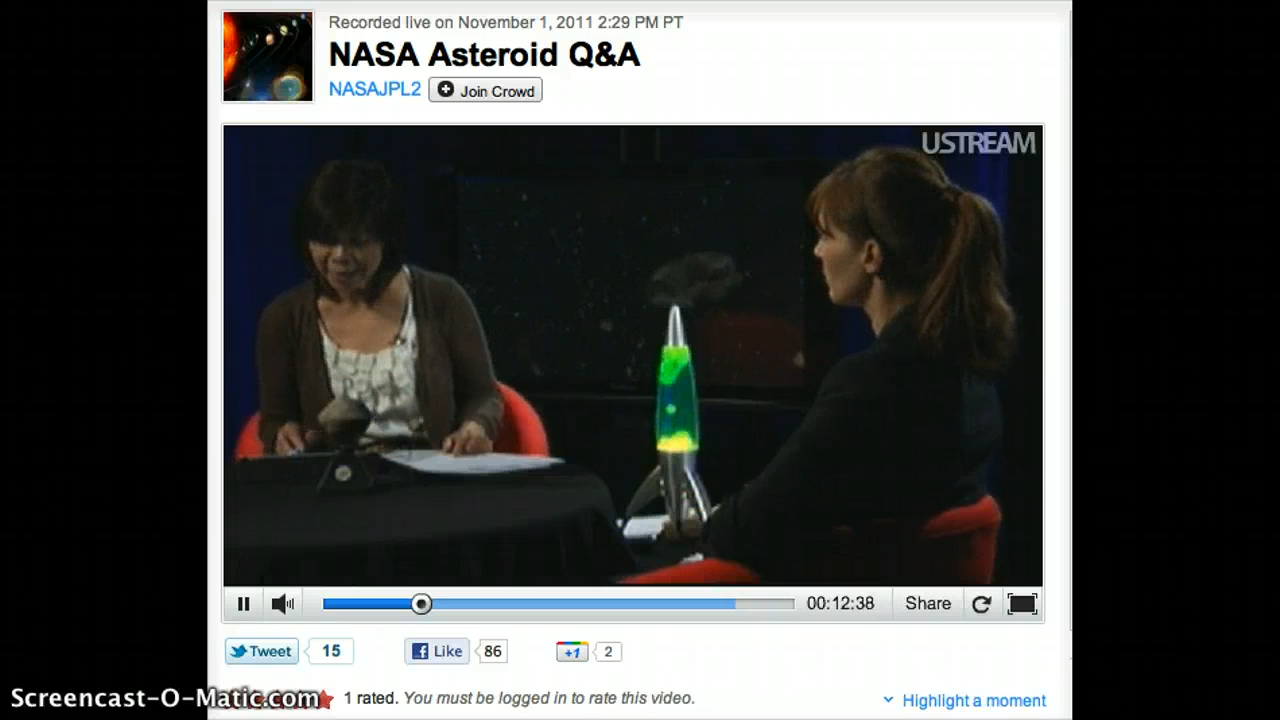 Recorded live on November 1, 2011 2:29 PM PT
NASA Asteroid Q&A
NASAJPL2 Join Crowd
USTREAM
00:12:38 Share
Tweet 15 Like 86 +1 2
1 rated. You must be logged in to rate this video.
Highlight a moment
Screencast-O-Matic.com